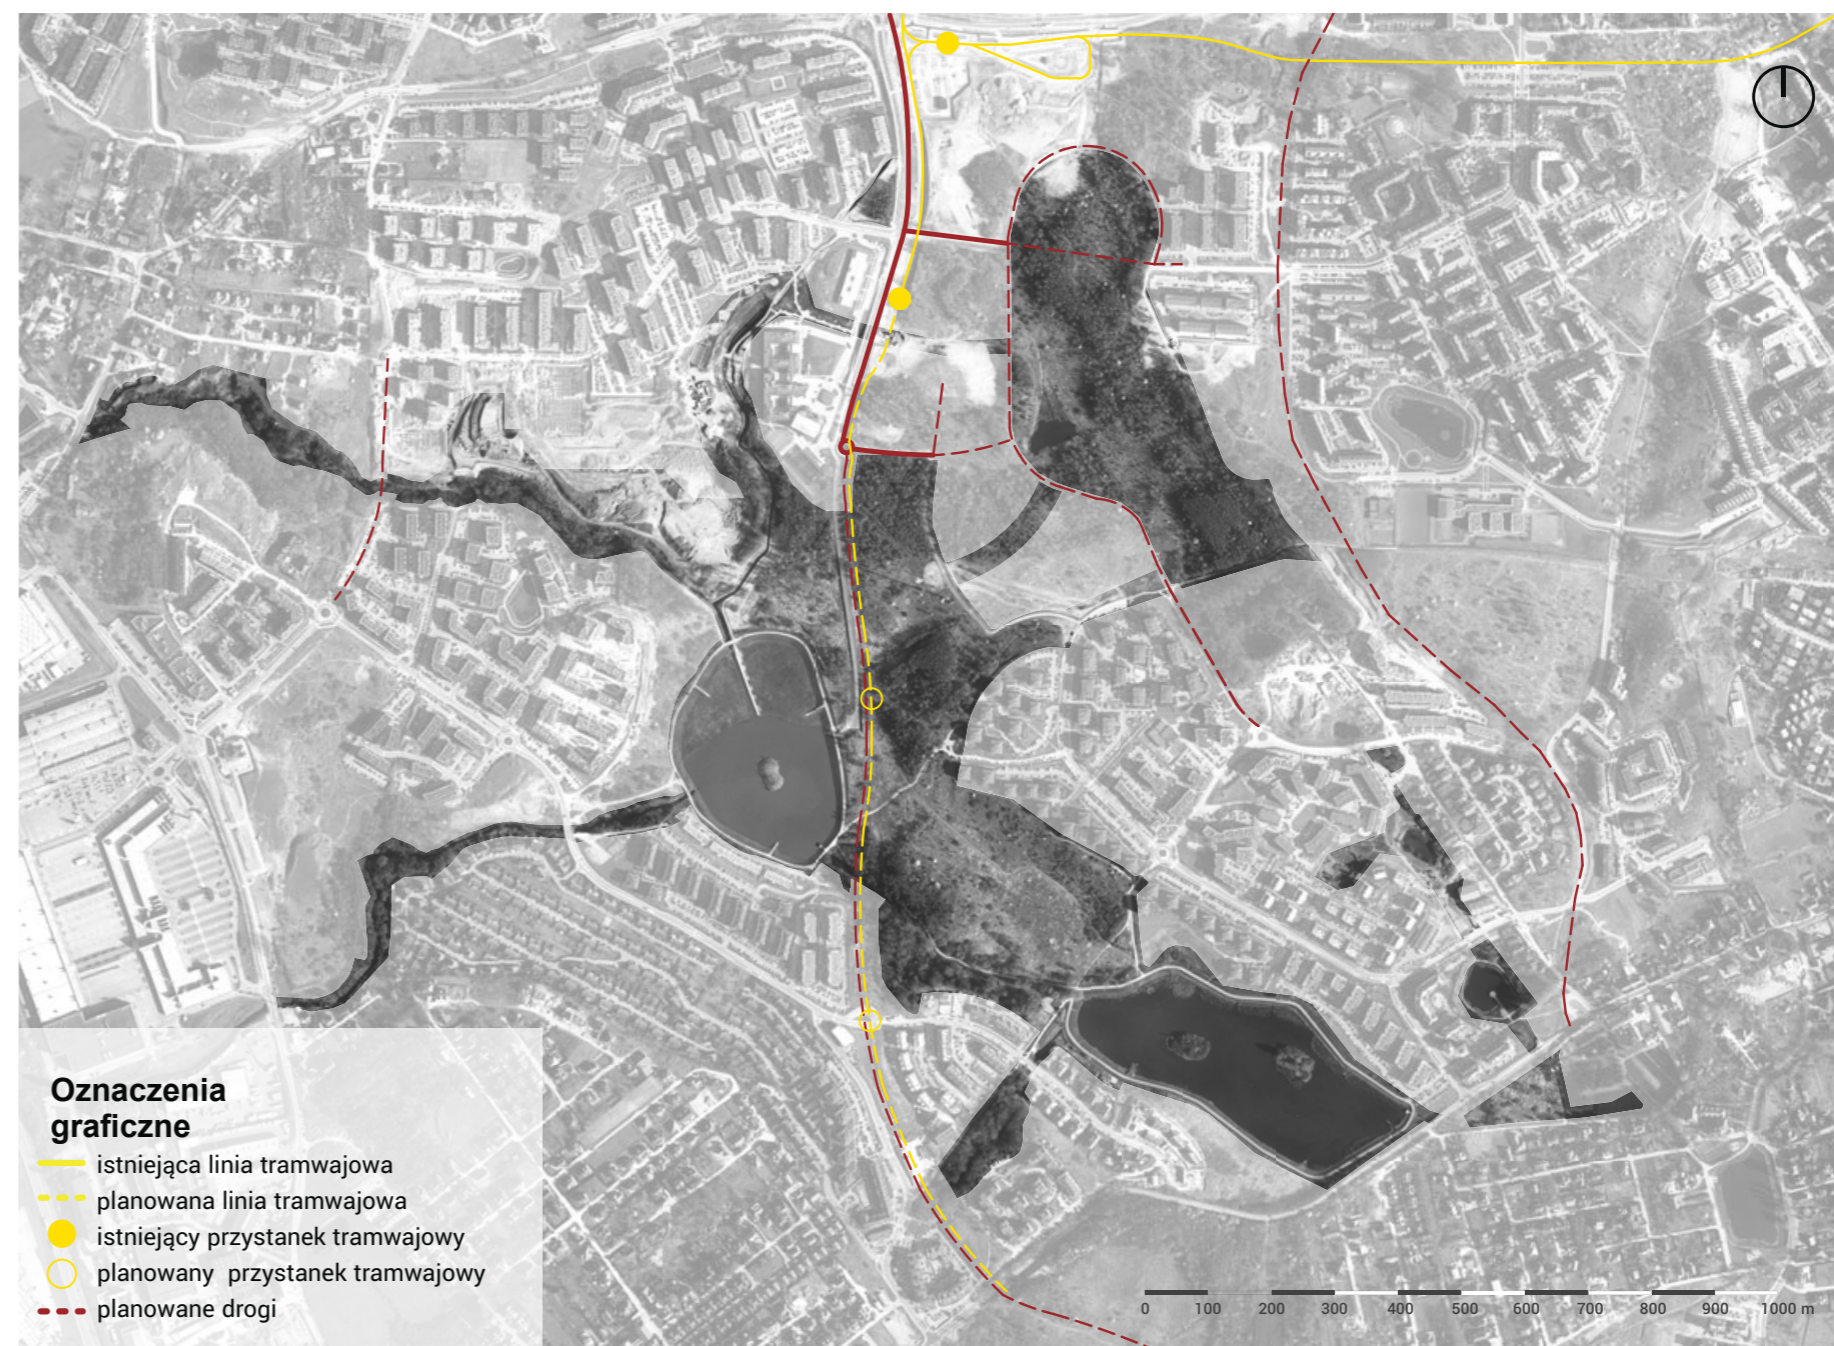 Oznaczenia
graficzne
istniejąca linia tramwajowa
planowana linia tramwajowa
istniejący przystanek tramwajowy
planowany  przystanek tramwajowy
planowane drogi
0 100 200 300 400 500 600 700 800 900 1000 m